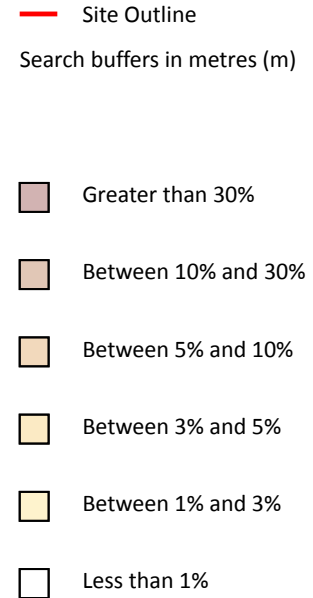 Site Outline
Search buffers in metres (m)
Greater than 30%
Between 10% and 30%
Between 5% and 10%
Between 3% and 5%
Between 1% and 3%
Less than 1%